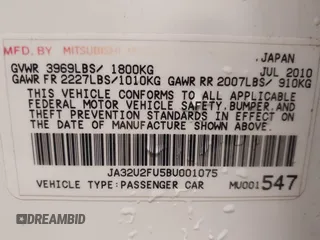 MFD BY MITSUBISHI
JAPAN
GVWR 3969LBS/ 1800KG JUL 2010
GAWR FR 2227LBS/1010KG GAWR RR 2007LBS/ 910KG
THIS VEHICLE CONFORMS TO ALL APPLICABLE
FEDERAL MOTOR VEHICLE SAFETY, BUMPER, AND
THEFT PREVENTION STANDARDS IN EFFECT ON THE
DATE OF MANUFACTURE SHOWN ABOVE.
JA32U2FU5BU001075
VEHICLE TYPE:PASSENGER CAR MU001547
DREAMBID